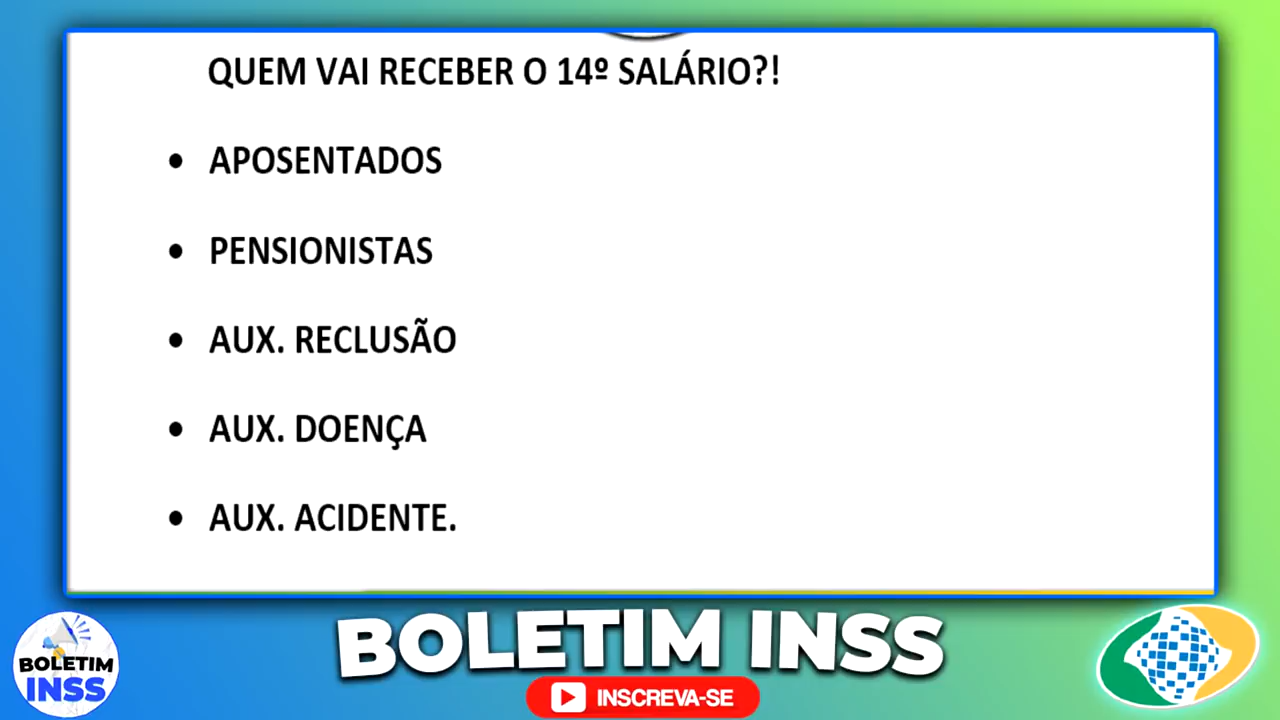 QUEM VAI RECEBER O 14º SALÁRIO?!
• APOSENTADOS
• PENSIONISTAS
• AUX. RECLUSÃO
• AUX. DOENÇA
• AUX. ACIDENTE.
BOLETIM INSS
BOLETIM
INSS
INSCREVA-SE